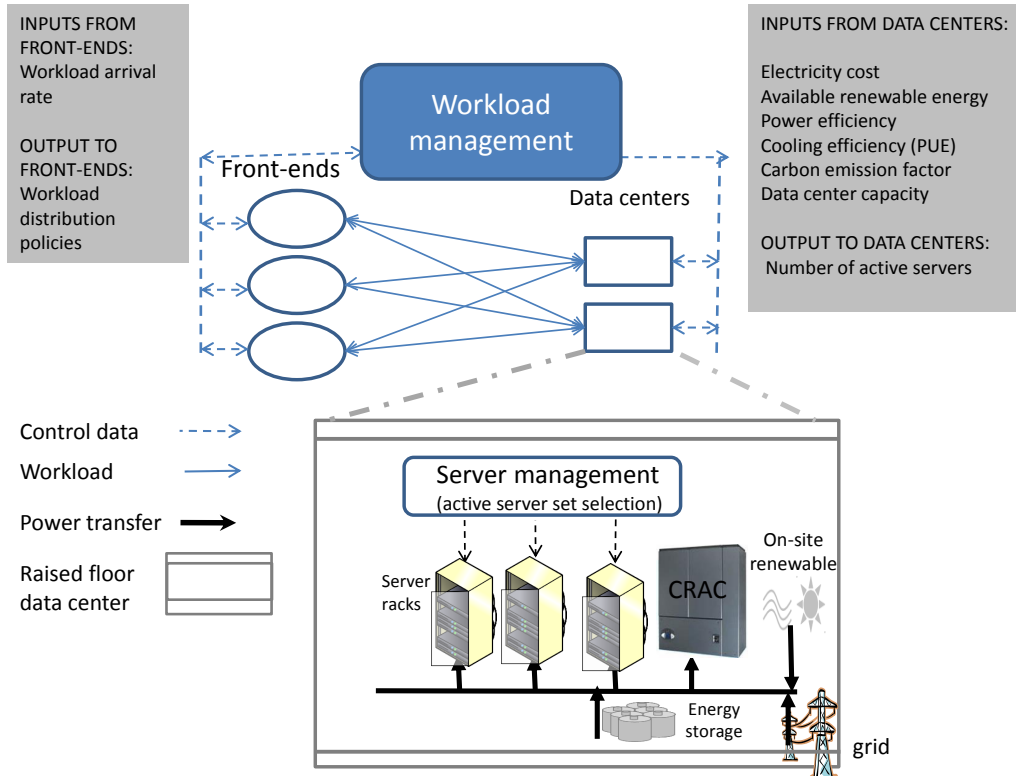 INPUTS FROM
FRONT-ENDS:
Workload arrival
rate
OUTPUT TO
FRONT-ENDS:
Workload
distribution
policies
Workload
management
INPUTS FROM DATA CENTERS:
Electricity cost
Available renewable energy
Power efficiency
Cooling efficiency (PUE)
Carbon emission factor
Data center capacity
OUTPUT TO DATA CENTERS:
Number of active servers
Front-ends
Data centers
Control data
Workload
Power transfer
Raised floor
data center
Server management
(active server set selection)
Server
racks
CRAC
On-site
renewable
Energy
storage
grid